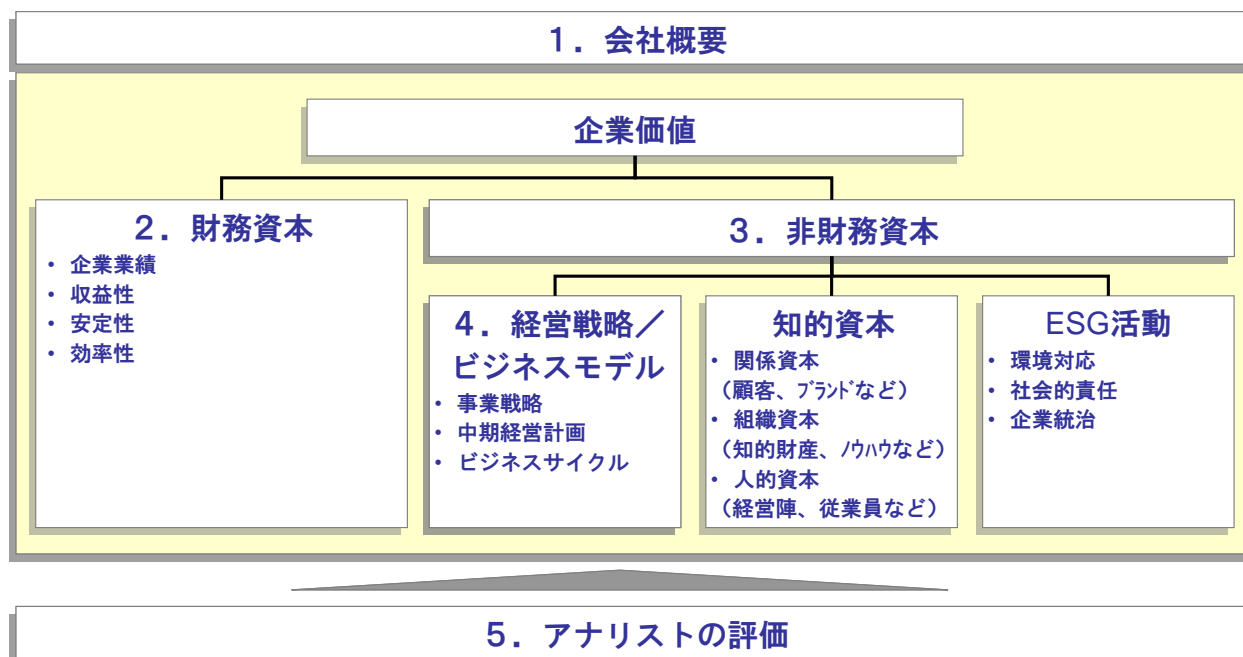 １．会社概要
企業価値
２．財務資本
・ 企業業績
・ 収益性
・ 安定性
・ 効率性
３．非財務資本
４．経営戦略／
ビジネスモデル
・ 事業戦略
・ 中期経営計画
・ ビジネスサイクル
知的資本
・ 関係資本
（顧客、ﾌﾞﾗﾝﾄﾞなど）
・ 組織資本
（知的財産、ﾉｳﾊｳなど）
・ 人的資本
（経営陣、従業員など）
ESG活動
・ 環境対応
・ 社会的責任
・ 企業統治
５．アナリストの評価